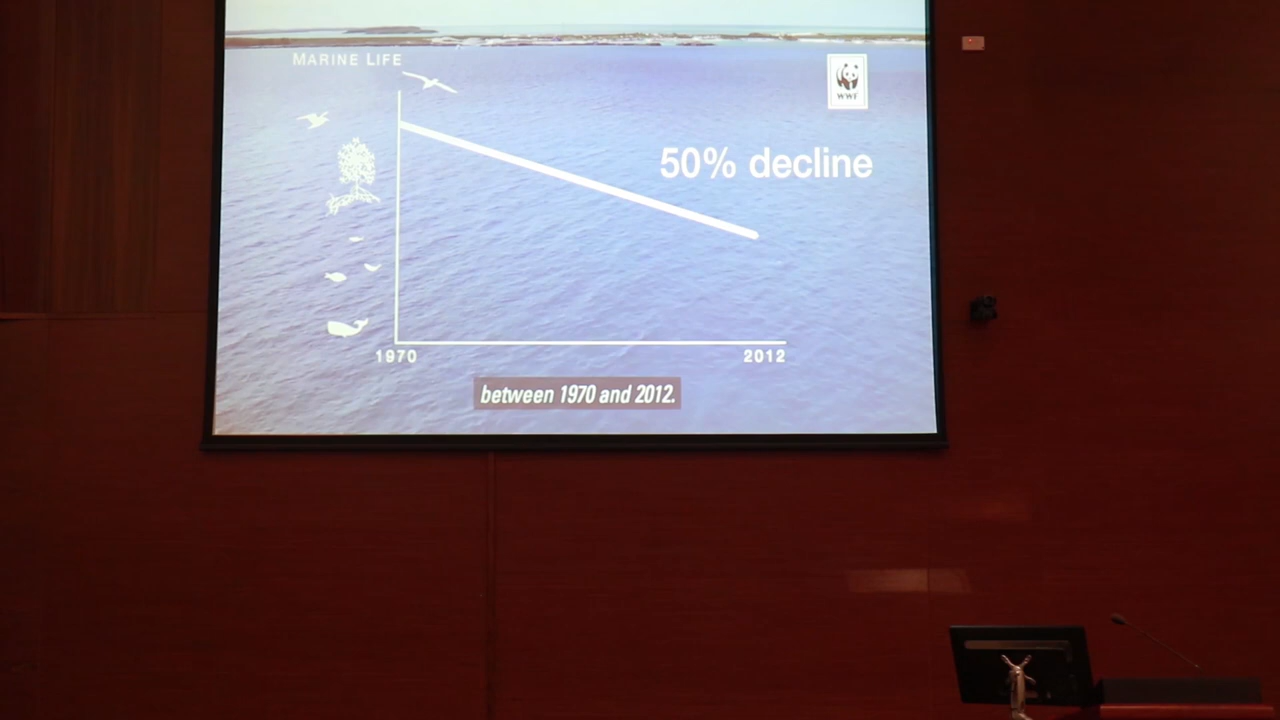 MARINE LIFE
WWF
50% decline
1970
2012
between 1970 and 2012.